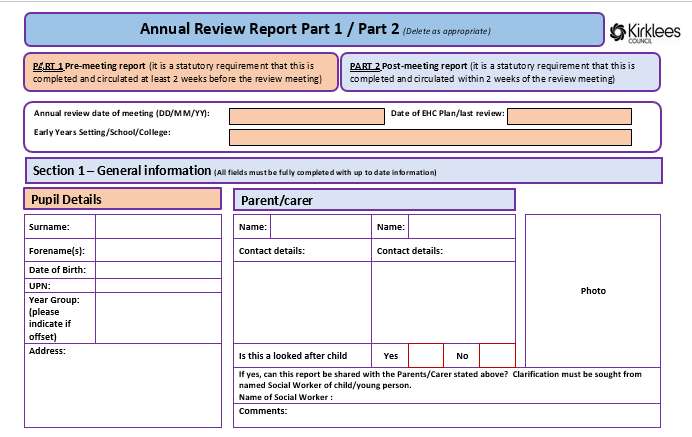 Annual Review Report Part 1 / Part 2 (Delete as appropriate)
Kirklees
COUNCIL
PART 1 Pre-meeting report (it is a statutory requirement that this is
completed and circulated at least 2 weeks before the review meeting)
PART 2 Post-meeting report (it is a statutory requirement that this is
completed and circulated within 2 weeks of the review meeting)
Annual review date of meeting (DD/MM/YY):
Date of EHC Plan/last review:
Early Years Setting/School/College:
Section 1 – General information (All fields must be fully completed with up to date information)
Pupil Details
Parent/carer
Surname:
Name:
Name:
Forename(s):
Contact details:
Contact details:
Date of Birth:
UPN:
Year Group:
(please
indicate if
offset)
Photo
Address:
Is this a looked after child
Yes
No
If yes, can this report be shared with the Parents/Carer stated above? Clarification must be sought from
named Social Worker of child/young person.
Name of Social Worker :
Comments: